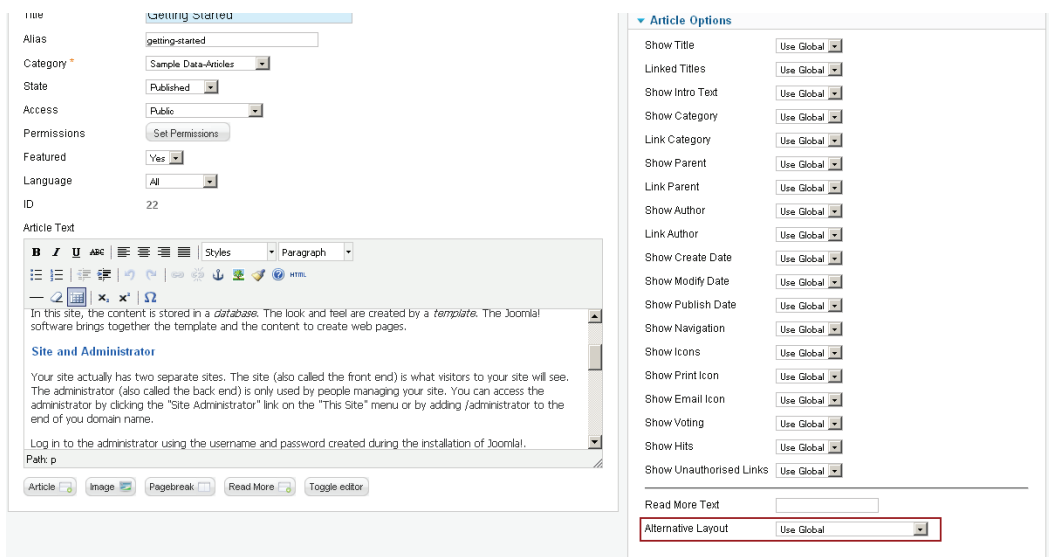 Title Getting Started
Alias getting-started
Category * Sample Data-Articles
State Published
Access Public
Permissions Set Permissions
Featured Yes
Language All
ID 22
Article Text
B I U ABC Styles Paragraph
HTML
x, x² Ω
In this site, the content is stored in a database. The look and feel are created by a template. The Joomla!
software brings together the template and the content to create web pages.
Site and Administrator
Your site actually has two separate sites. The site (also called the front end) is what visitors to your site will see.
The administrator (also called the back end) is only used by people managing your site. You can access the
administrator by clicking the "Site Administrator" link on the "This Site" menu or by adding /administrator to the
end of you domain name.
Log in to the administrator using the username and password created during the installation of Joomla!.
Path: p
Article Image Pagebreak Read More Toggle editor
Article Options
Show Title Use Global
Linked Titles Use Global
Show Intro Text Use Global
Show Category Use Global
Link Category Use Global
Show Parent Use Global
Link Parent Use Global
Show Author Use Global
Link Author Use Global
Show Create Date Use Global
Show Modify Date Use Global
Show Publish Date Use Global
Show Navigation Use Global
Show Icons Use Global
Show Print Icon Use Global
Show Email Icon Use Global
Show Voting Use Global
Show Hits Use Global
Show Unauthorised Links Use Global
Read More Text
Alternative Layout Use Global